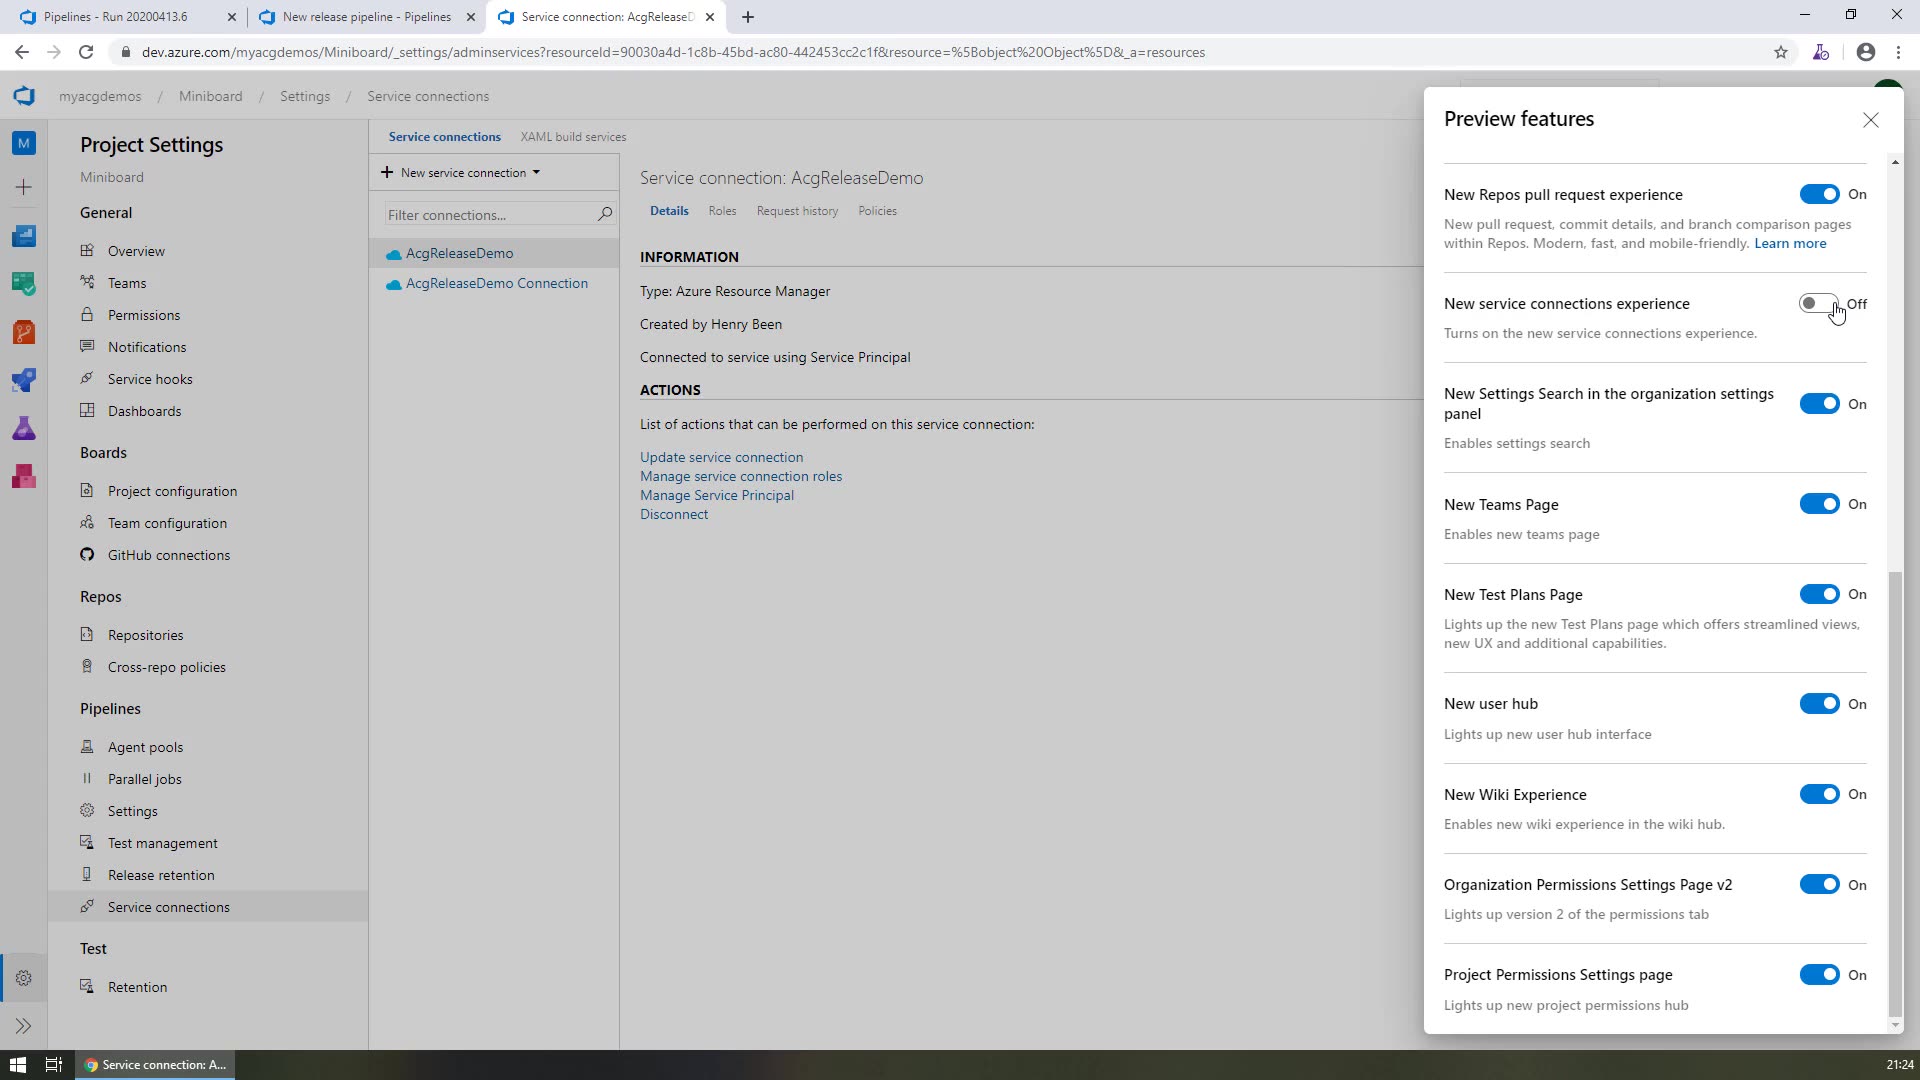 Pipelines - Run 20200413.6
New release pipeline - Pipelines
Service connection: AcgReleaseD
dev.azure.com/myacgdemos/Miniboard/_settings/adminservices?resourceId=90030a4d-1c8b-45bd-ac80-442453cc2c1f&resource=%5Bobject%20Object%5D&_a=resources
myacgdemos / Miniboard / Settings / Service connections
M
Project Settings
Miniboard
General
Overview
Teams
Permissions
Notifications
Service hooks
Dashboards
Boards
Project configuration
Team configuration
GitHub connections
Repos
Repositories
Cross-repo policies
Pipelines
Agent pools
Parallel jobs
Settings
Test management
Release retention
Service connections
Test
Retention
Service connections
XAML build services
New service connection
Filter connections...
AcgReleaseDemo
AcgReleaseDemo Connection
Service connection: AcgReleaseDemo
Details
Roles
Request history
Policies
INFORMATION
Type: Azure Resource Manager
Created by Henry Been
Connected to service using Service Principal
ACTIONS
List of actions that can be performed on this service connection:
Update service connection
Manage service connection roles
Manage Service Principal
Disconnect
Preview features
New Repos pull request experience
On
New pull request, commit details, and branch comparison pages
within Repos. Modern, fast, and mobile-friendly. Learn more
New service connections experience
Off
Turns on the new service connections experience.
New Settings Search in the organization settings
panel
On
Enables settings search
New Teams Page
On
Enables new teams page
New Test Plans Page
On
Lights up the new Test Plans page which offers streamlined views,
new UX and additional capabilities.
New user hub
On
Lights up new user hub interface
New Wiki Experience
On
Enables new wiki experience in the wiki hub.
Organization Permissions Settings Page v2
On
Lights up version 2 of the permissions tab
Project Permissions Settings page
On
Lights up new project permissions hub
Service connection: A...
21:24